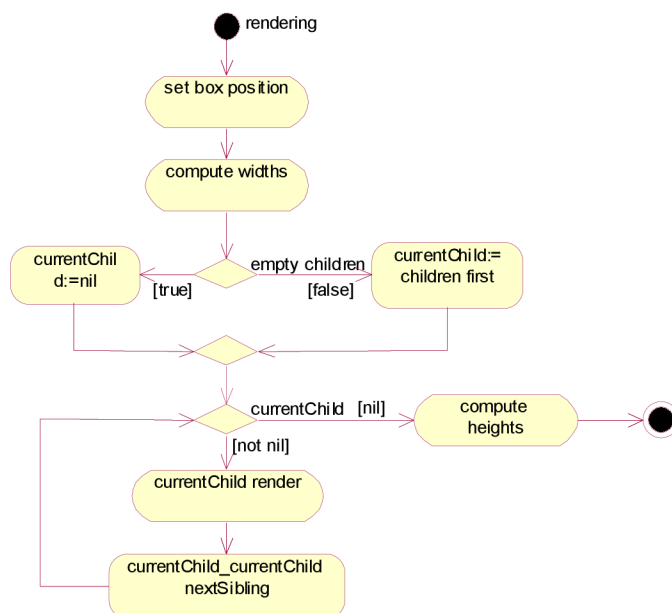 rendering
set box position
compute widths
empty children
currentChil
d:=nil
currentChild:=
children first
[true]
[false]
currentChild [nil]
compute
heights
[not nil]
currentChild render
currentChild_currentChild
nextSibling